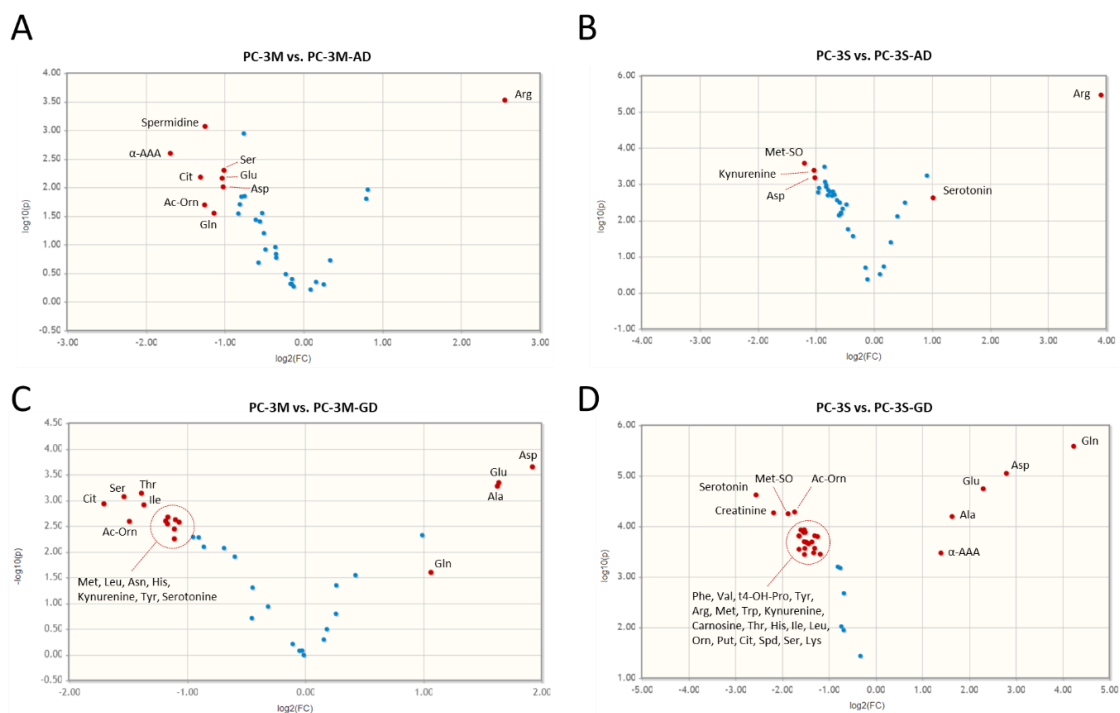 A
PC-3M vs. PC-3M-AD
4.00
3.50
3.00
2.50
2.00
1.50
1.00
0.50
0.00
-0.50
-3.00 -2.00 -1.00 0.00 1.00 2.00 3.00
log10(p)
log2(FC)
Arg
Spermidine
α-AAA
Ser
Cit
Glu
Asp
Ac-Orn
Gln
B
PC-3S vs. PC-3S-AD
6.00
5.00
4.00
3.00
2.00
1.00
0.00
-1.00
-4.00 -3.00 -2.00 -1.00 0.00 1.00 2.00 3.00 4.00
log10(p)
log2(FC)
Arg
Met-SO
Kynurenine
Asp
Serotonin
C
PC-3M vs. PC-3M-GD
4.50
4.00
3.50
3.00
2.50
2.00
1.50
1.00
0.50
0.00
-0.50
-2.00 -1.00 0.00 1.00 2.00
-log10(p)
log2(FC)
Asp
Glu
Ala
Thr
Ser
Ile
Cit
Ac-Orn
Gln
Met, Leu, Asn, His,
Kynurenine, Tyr, Serotonine
D
PC-3S vs. PC-3S-GD
6.00
5.00
4.00
3.00
2.00
1.00
-5.00 -4.00 -3.00 -2.00 -1.00 0.00 1.00 2.00 3.00 4.00 5.00
log10(p)
log2(FC)
Gln
Asp
Glu
Ala
α-AAA
Met-SO
Ac-Orn
Serotonin
Creatinine
Phe, Val, t4-OH-Pro, Tyr,
Arg, Met, Trp, Kynurenine,
Carnosine, Thr, His, Ile, Leu,
Orn, Put, Cit, Spd, Ser, Lys